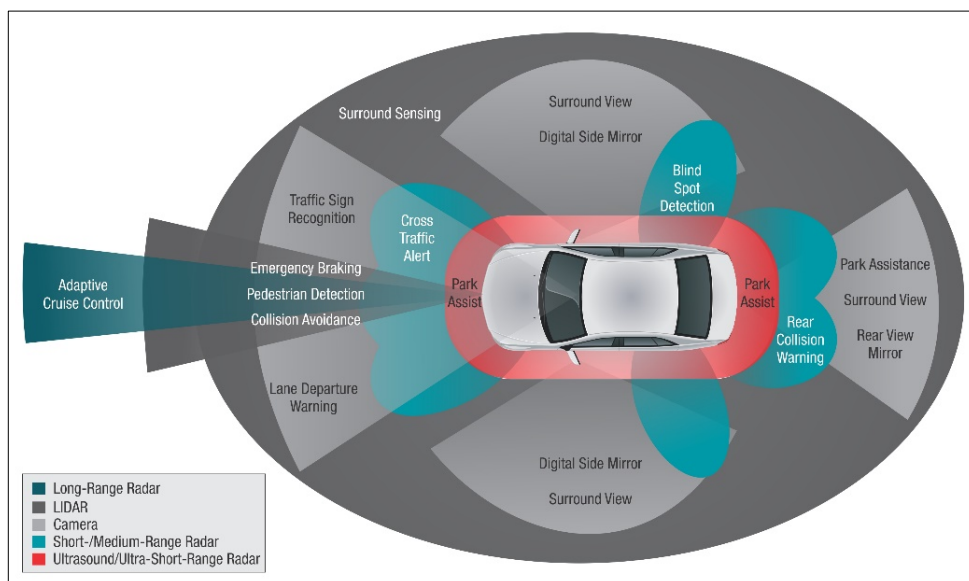 Surround Sensing
Surround View
Digital Side Mirror
Blind
Spot
Detection
Traffic Sign
Recognition
Cross
Traffic
Alert
Adaptive
Cruise Control
Emergency Braking
Pedestrian Detection
Collision Avoidance
Park
Assist
Park
Assist
Park Assistance
Surround View
Rear View
Mirror
Rear
Collision
Warning
Lane Departure
Warning
Digital Side Mirror
Surround View
Long-Range Radar
LIDAR
Camera
Short-/Medium-Range Radar
Ultrasound/Ultra-Short-Range Radar